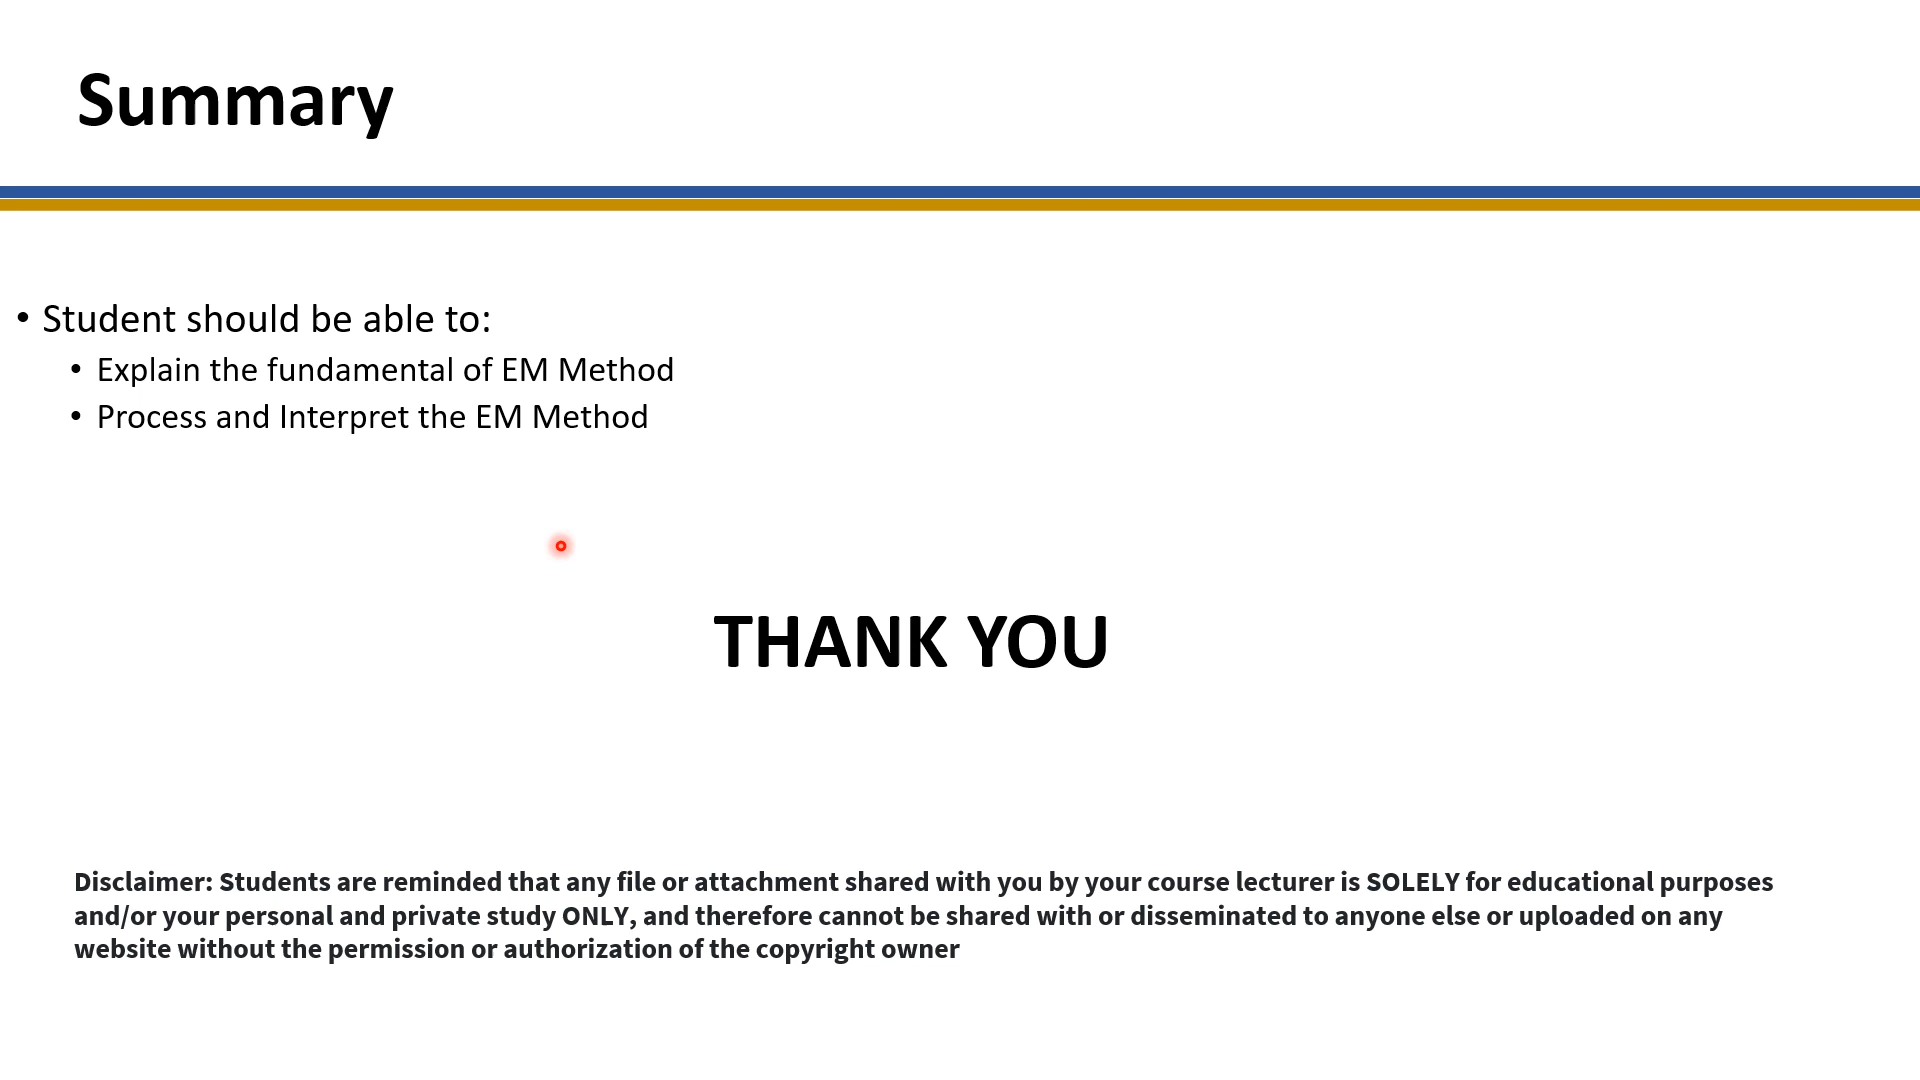 Summary
• Student should be able to:
• Explain the fundamental of EM Method
• Process and Interpret the EM Method
THANK YOU
Disclaimer: Students are reminded that any file or attachment shared with you by your course lecturer is SOLELY for educational purposes
and/or your personal and private study ONLY, and therefore cannot be shared with or disseminated to anyone else or uploaded on any
website without the permission or authorization of the copyright owner